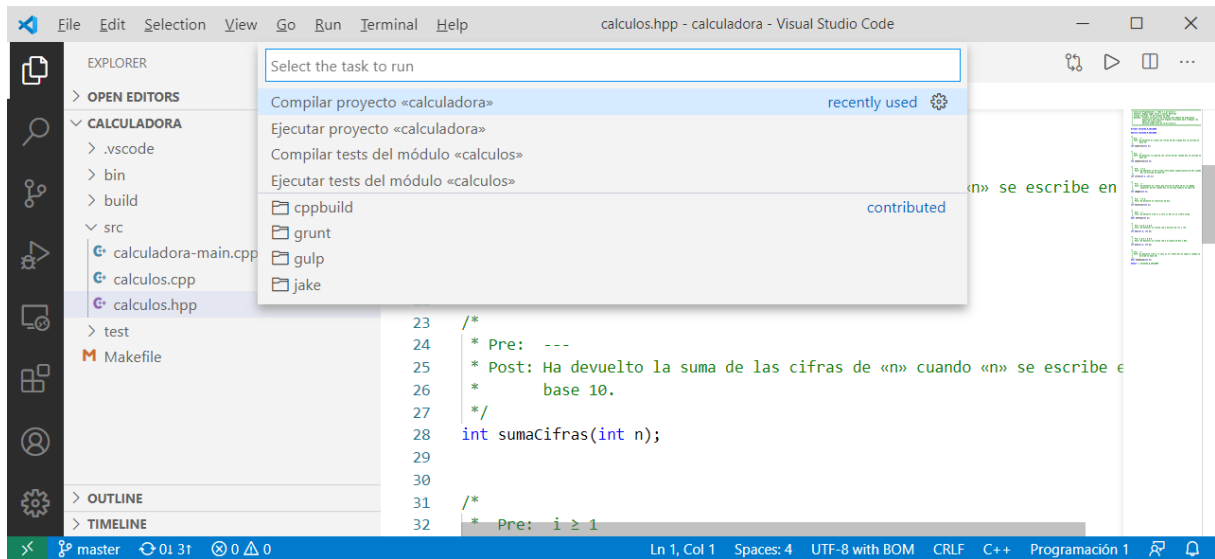 File Edit Selection View Go Run Terminal Help calculos.hpp - calculadora - Visual Studio Code
EXPLORER
OPEN EDITORS
CALCULADORA
.vscode
bin
build
src
calculadora-main.cpp
calculos.cpp
calculos.hpp
test
Makefile
OUTLINE
TIMELINE
Select the task to run
Compilar proyecto «calculadora» recently used
Ejecutar proyecto «calculadora»
Compilar tests del módulo «calculos»
Ejecutar tests del módulo «calculos»
cppbuild contributed
grunt
gulp
jake
«n» se escribe en
23 /*
24 * Pre: ---
25 * Post: Ha devuelto la suma de las cifras de «n» cuando «n» se escribe e
26 * base 10.
27 */
28 int sumaCifras(int n);
29
30
31 /*
32 * Pre: i ≥ 1
master 0↓ 3↑ 0 0 Ln 1, Col 1 Spaces: 4 UTF-8 with BOM CRLF C++ Programación 1